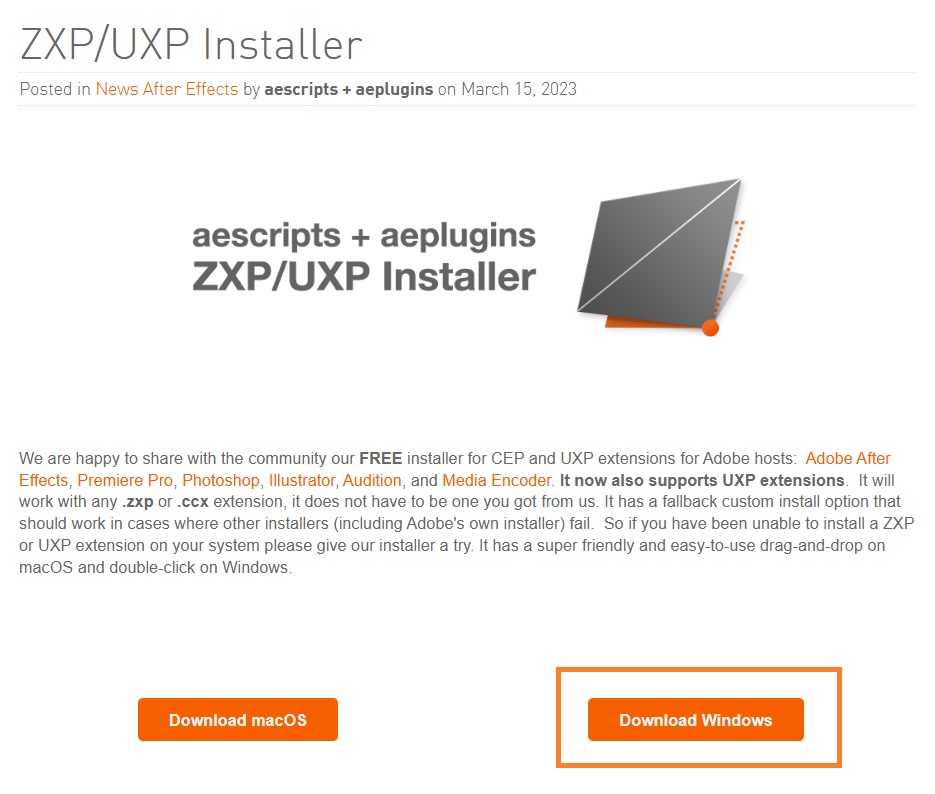 ZXP/UXP Installer
Posted in News After Effects by aescripts + aeplugins on March 15, 2023
aescripts + aeplugins
ZXP/UXP Installer
We are happy to share with the community our FREE installer for CEP and UXP extensions for Adobe hosts:  Adobe After
Effects, Premiere Pro, Photoshop, Illustrator, Audition, and Media Encoder. It now also supports UXP extensions.  It will
work with any .zxp or .ccx extension, it does not have to be one you got from us. It has a fallback custom install option that
should work in cases where other installers (including Adobe's own installer) fail.  So if you have been unable to install a ZXP
or UXP extension on your system please give our installer a try. It has a super friendly and easy-to-use drag-and-drop on
macOS and double-click on Windows.
Download macOS
Download Windows